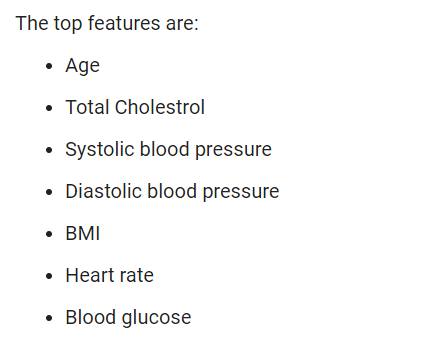 The top features are:
• Age
• Total Cholestrol
• Systolic blood pressure
• Diastolic blood pressure
• BMI
• Heart rate
• Blood glucose